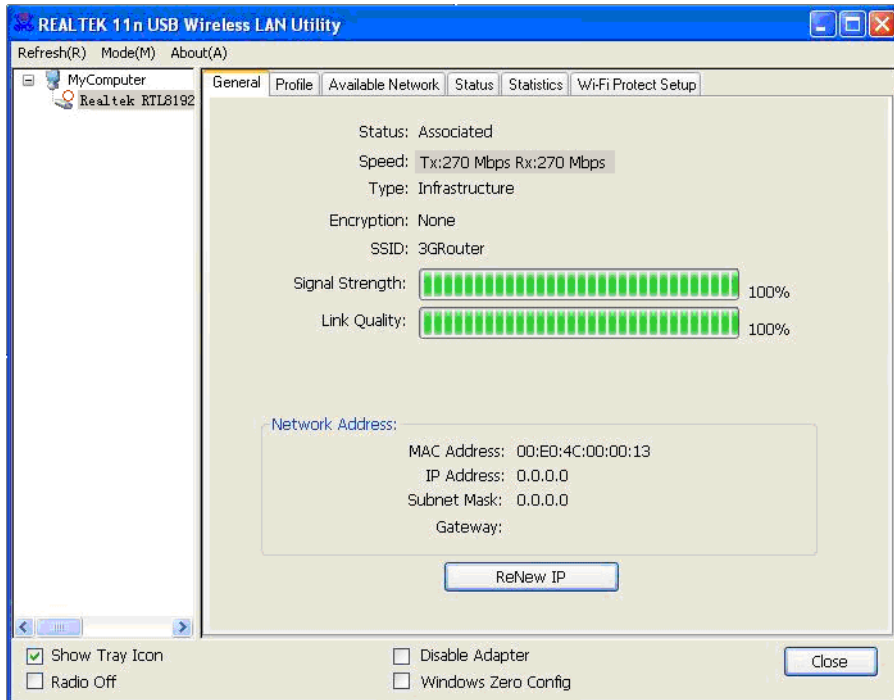 REALTEK 11n USB Wireless LAN Utility
Refresh(R) Mode(M) About(A)
MyComputer
Realtek RTL8192
General Profile Available Network Status Statistics Wi-Fi Protect Setup
Status: Associated
Speed: Tx:270 Mbps Rx:270 Mbps
Type: Infrastructure
Encryption: None
SSID: 3GRouter
Signal Strength: 100%
Link Quality: 100%
Network Address:
MAC Address: 00:E0:4C:00:00:13
IP Address: 0.0.0.0
Subnet Mask: 0.0.0.0
Gateway:
ReNew IP
Show Tray Icon
Radio Off
Disable Adapter
Windows Zero Config
Close